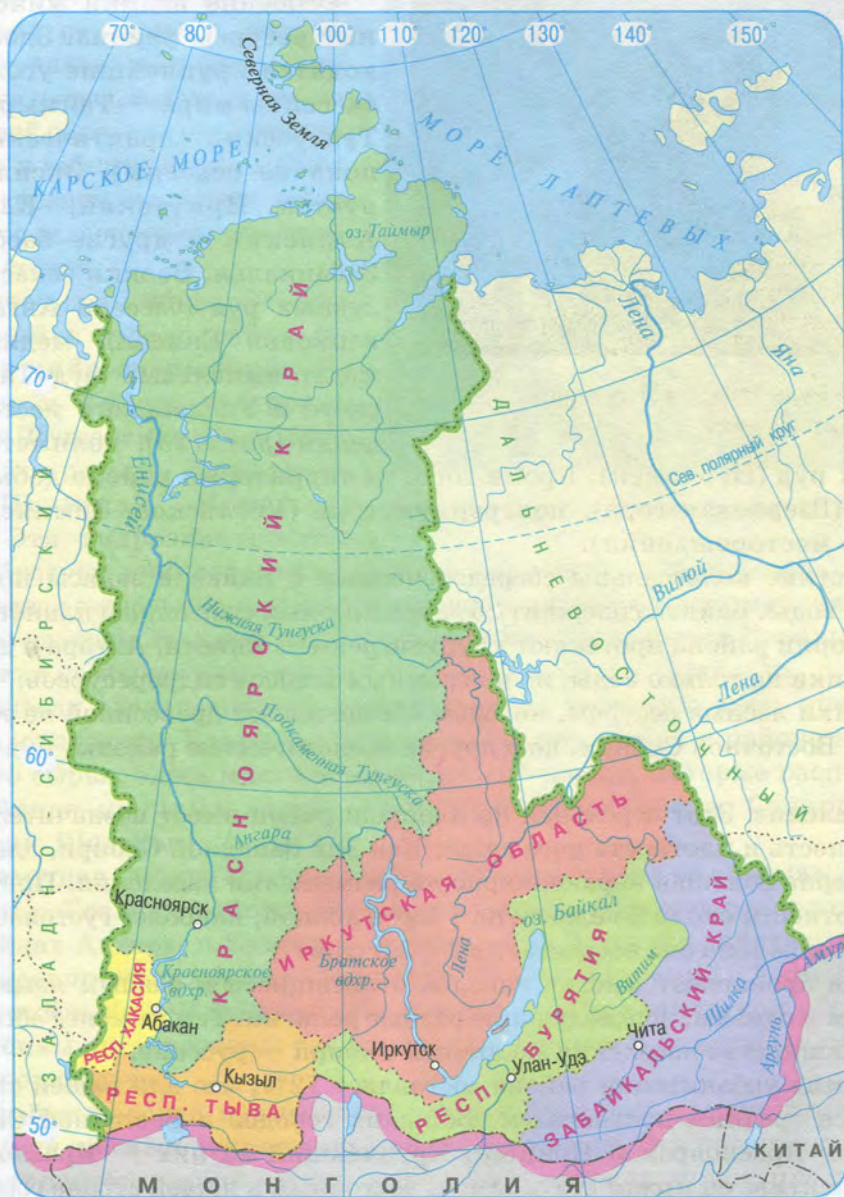 70° 80° 90° 100° 110° 120° 130° 140° 150°
Северная Земля
КАРСКОЕ МОРЕ
МОРЕ ЛАПТЕВЫХ
оз. Таймыр
Лена
Яна
70°
Сев. полярный круг
Енисей
КРАСНОЯРСКИЙ КРАЙ
ДАЛЬНЕВОСТОЧНЫЙ
ЗАПАДНО-СИБИРСКИЙ
Вилюй
Нижняя Тунгуска
Лена
Подкаменная Тунгуска
60°
Ангара
ИРКУТСКАЯ ОБЛАСТЬ
Красноярск
оз. Байкал
Красноярское
вдхр.
Братское
вдхр.
Лена
Витим
РЕСП. ХАКАСИЯ
Абакан
Амур
Шилка
Аргунь
Чита
Иркутск
Улан-Удэ
Кызыл
РЕСП. ТЫВА
РЕСП. БУРЯТИЯ
ЗАБАЙКАЛЬСКИЙ КРАЙ
50°
КИТАЙ
МОНГОЛИЯ